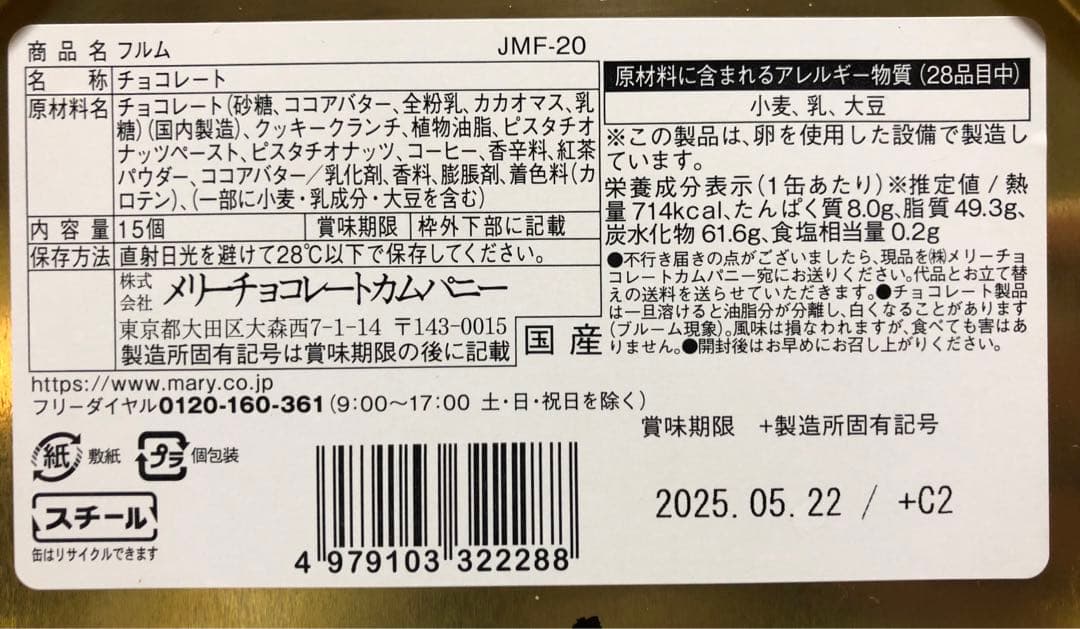 商品名 フルム JMF-20
名称 チョコレート
原材料名 チョコレート(砂糖、ココアバター、全粉乳、カカオマス、乳
糖)(国内製造)、クッキークランチ、植物油脂、ピスタチオ
ナッツペースト、ピスタチオナッツ、コーヒー、香辛料、紅茶
パウダー、ココアバター/乳化剤、香料、膨脹剤、着色料(カ
ロテン)、(一部に小麦・乳成分・大豆を含む)
内容量 15個 賞味期限 枠外下部に記載
保存方法 直射日光を避けて28℃以下で保存してください。
株式
会社 メリーチョコレートカムパニー
東京都大田区大森西7-1-14 〒143-0015
製造所固有記号は賞味期限の後に記載
国産
原材料に含まれるアレルギー物質(28品目中)
小麦、乳、大豆
※この製品は、卵を使用した設備で製造し
ています。
栄養成分表示(1缶あたり)※推定値/熱
量714kcal、たんぱく質8.0g、脂質49.3g、
炭水化物61.6g、食塩相当量0.2g
●不行き届きの点がございましたら、現品を㈱メリーチョ
コレートカムパニー宛にお送りください。代品とお立て替
えの送料を送らせていただきます。●チョコレート製品
は一旦溶けると油脂分が分離し、白くなることがあります
(ブルーム現象)。風味は損なわれますが、食べても害はあ
りません。●開封後はお早めにお召し上がりください。
https://www.mary.co.jp
フリーダイヤル0120-160-361(9:00〜17:00 土・日・祝日を除く)
賞味期限 +製造所固有記号
2025.05.22 / +C2
紙 敷紙 プラ 個包装
スチール
缶はリサイクルできます
4 979103 322288